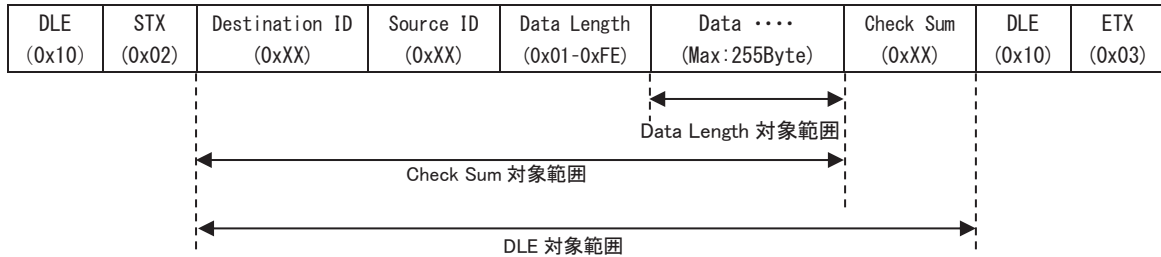 DLE STX Destination ID Source ID Data Length Data ‥‥ Check Sum DLE ETX
(0x10) (0x02) (0xXX) (0xXX) (0x01-0xFE) (Max:255Byte) (0xXX) (0x10) (0x03)
Data Length 対象範囲
Check Sum 対象範囲
DLE 対象範囲